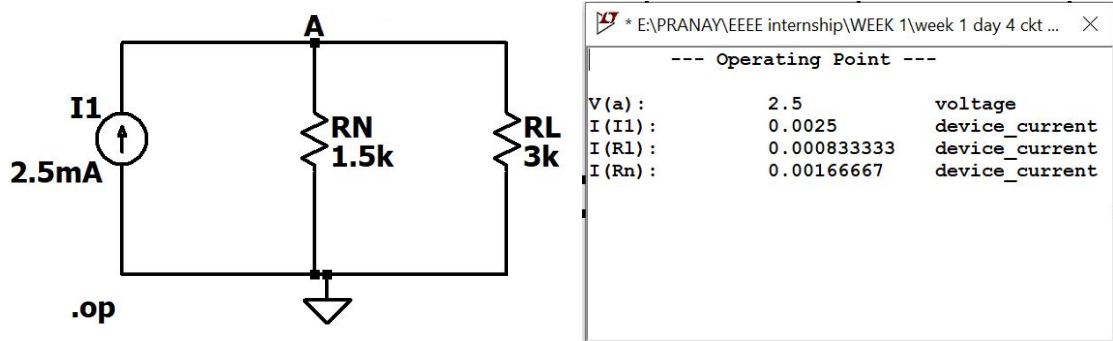 A
I1
2.5mA
RN
1.5k
RL
3k
.op
* E:\PRANAY\EEEE internship\WEEK 1\week 1 day 4 ckt ...
--- Operating Point ---
V(a): 2.5 voltage
I(I1): 0.0025 device_current
I(Rl): 0.000833333 device_current
I(Rn): 0.00166667 device_current